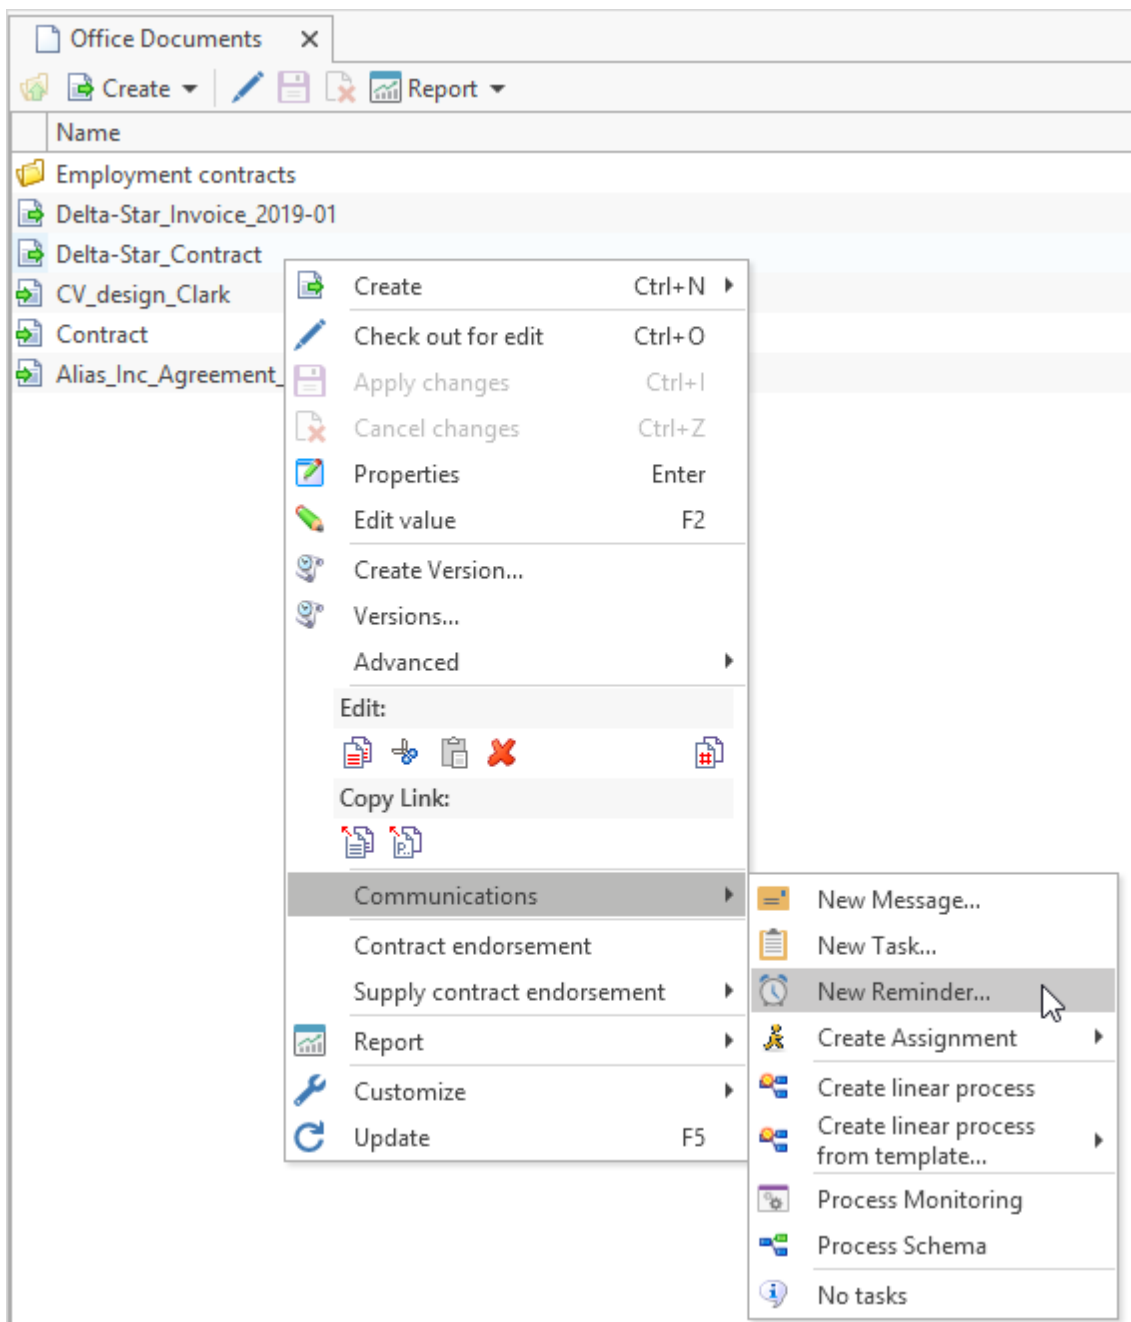 Office Documents
Create
Report
Name
Employment contracts
Delta-Star_Invoice_2019-01
Delta-Star_Contract
CV_design_Clark
Contract
Alias_Inc_Agreement_
Create Ctrl+N
Check out for edit Ctrl+O
Apply changes Ctrl+I
Cancel changes Ctrl+Z
Properties Enter
Edit value F2
Create Version...
Versions...
Advanced
Edit:
Copy Link:
Communications
Contract endorsement
Supply contract endorsement
Report
Customize
Update F5
New Message...
New Task...
New Reminder...
Create Assignment
Create linear process
Create linear process
from template...
Process Monitoring
Process Schema
No tasks